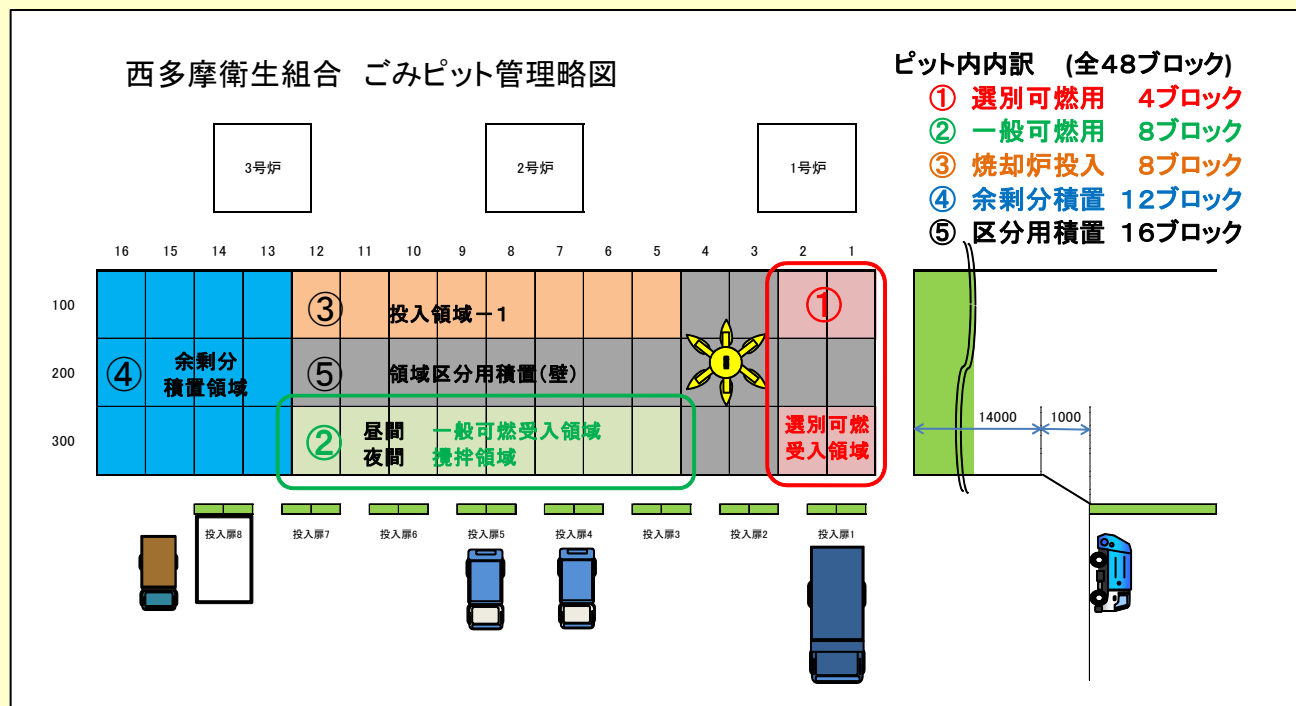 西多摩衛生組合 ごみピット管理略図
ピット内内訳 (全48ブロック)
① 選別可燃用 4ブロック
② 一般可燃用 8ブロック
③ 焼却炉投入 8ブロック
④ 余剰分積置 12ブロック
⑤ 区分用積置 16ブロック
3号炉 2号炉 1号炉
16 15 14 13 12 11 10 9 8 7 6 5 4 3 2 1
100
③ 投入領域-1
①
200
④ 余剰分
積置領域
⑤ 領域区分用積置(壁)
300
② 昼間 一般可燃受入領域
夜間 攪拌領域
選別可燃
受入領域
14000 1000
投入扉8 投入扉7 投入扉6 投入扉5 投入扉4 投入扉3 投入扉2 投入扉1